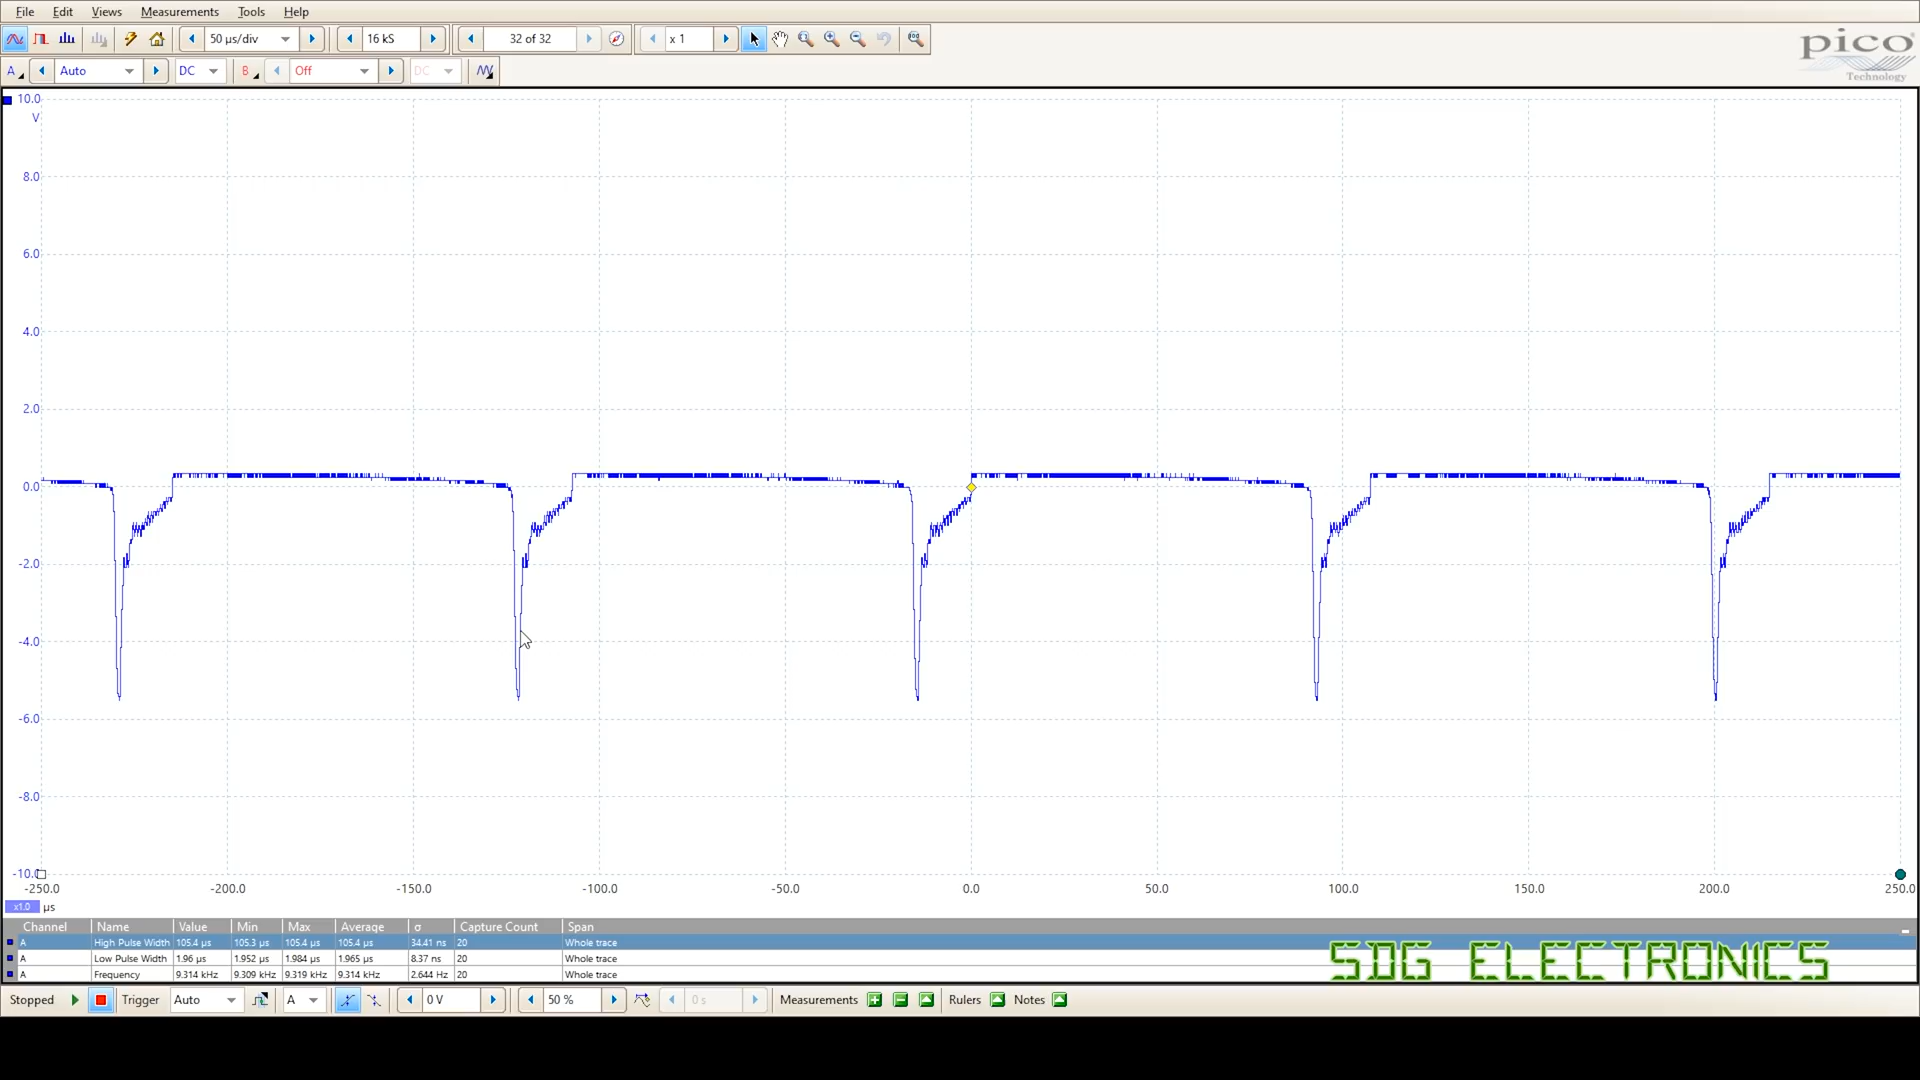 File Edit Views Measurements Tools Help
50 µs/div 16 kS 32 of 32 x 1
pico
Technology
A Auto DC B Off DC
10.0
V
8.0
6.0
4.0
2.0
0.0
-2.0
-4.0
-6.0
-8.0
-10.0
-250.0 -200.0 -150.0 -100.0 -50.0 0.0 50.0 100.0 150.0 200.0 250.0
x1.0 µs
Channel Name Value Min Max Average σ Capture Count Span
A High Pulse Width 105.4 µs 105.3 µs 105.4 µs 105.4 µs 34.41 ns 20 Whole trace
A Low Pulse Width 1.96 µs 1.952 µs 1.984 µs 1.965 µs 8.37 ns 20 Whole trace
A Frequency 9.314 kHz 9.309 kHz 9.319 kHz 9.314 kHz 2.644 Hz 20 Whole trace
SDG ELECTRONICS
Stopped Trigger Auto A 0 V 50 % 0 s Measurements Rulers Notes